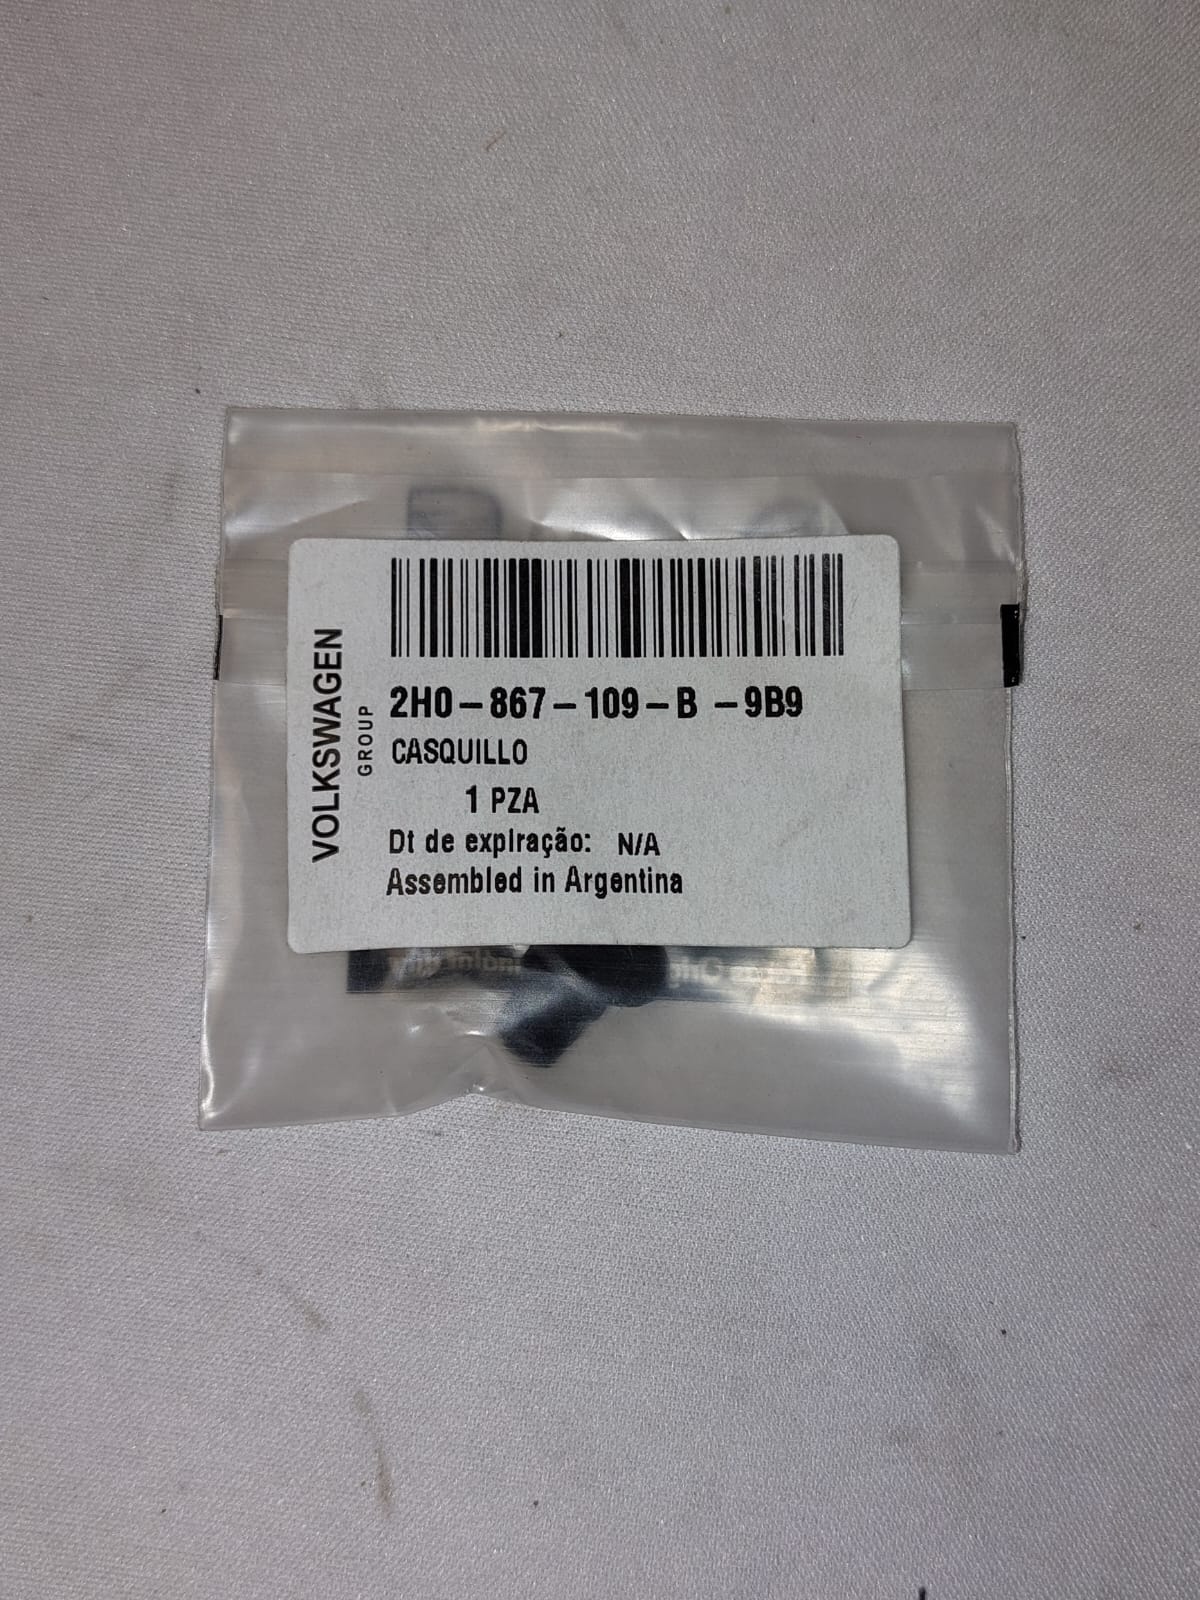 VOLKSWAGEN
GROUP
2H0-867-109-B -9B9
CASQUILLO
1 PZA
Dt de expiração: N/A
Assembled in Argentina